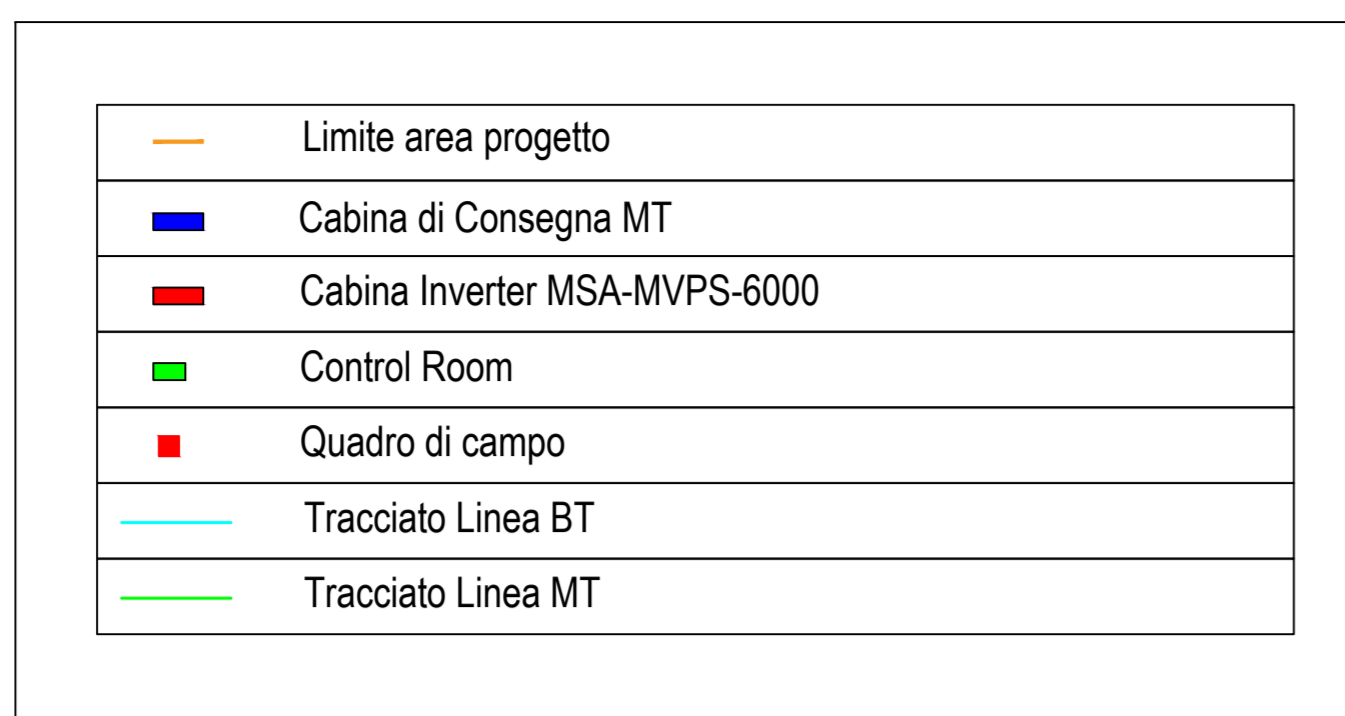 Limite area progetto
Cabina di Consegna MT
Cabina Inverter MSA-MVPS-6000
Control Room
Quadro di campo
Tracciato Linea BT
Tracciato Linea MT